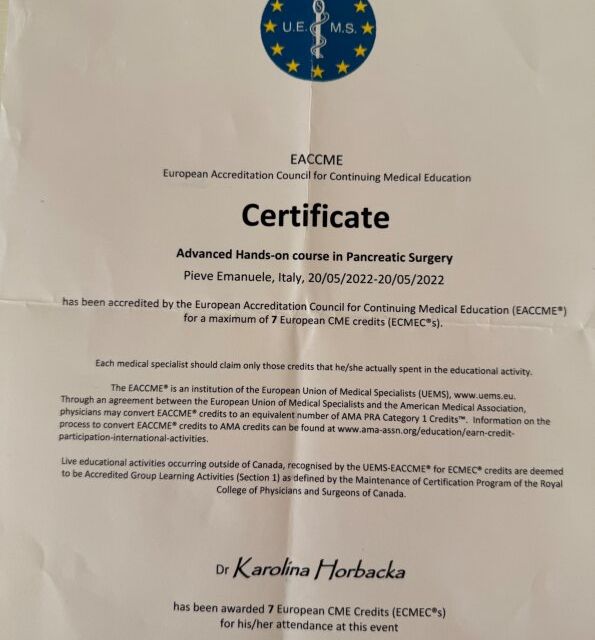 U.E. M.S.
EACCME
European Accreditation Council for Continuing Medical Education
Certificate
Advanced Hands-on course in Pancreatic Surgery
Pieve Emanuele, Italy, 20/05/2022-20/05/2022
has been accredited by the European Accreditation Council for Continuing Medical Education (EACCME®)
for a maximum of 7 European CME credits (ECMEC®s).
Each medical specialist should claim only those credits that he/she actually spent in the educational activity.
The EACCME® is an institution of the European Union of Medical Specialists (UEMS), www.uems.eu.
Through an agreement between the European Union of Medical Specialists and the American Medical Association,
physicians may convert EACCME® credits to an equivalent number of AMA PRA Category 1 Credits™. Information on the
process to convert EACCME® credits to AMA credits can be found at www.ama-assn.org/education/earn-credit-
participation-international-activities.
Live educational activities occurring outside of Canada, recognised by the UEMS-EACCME® for ECMEC® credits are deemed
to be Accredited Group Learning Activities (Section 1) as defined by the Maintenance of Certification Program of the Royal
College of Physicians and Surgeons of Canada.
Dr Karolina Horbacka
has been awarded 7 European CME Credits (ECMEC®s)
for his/her attendance at this event